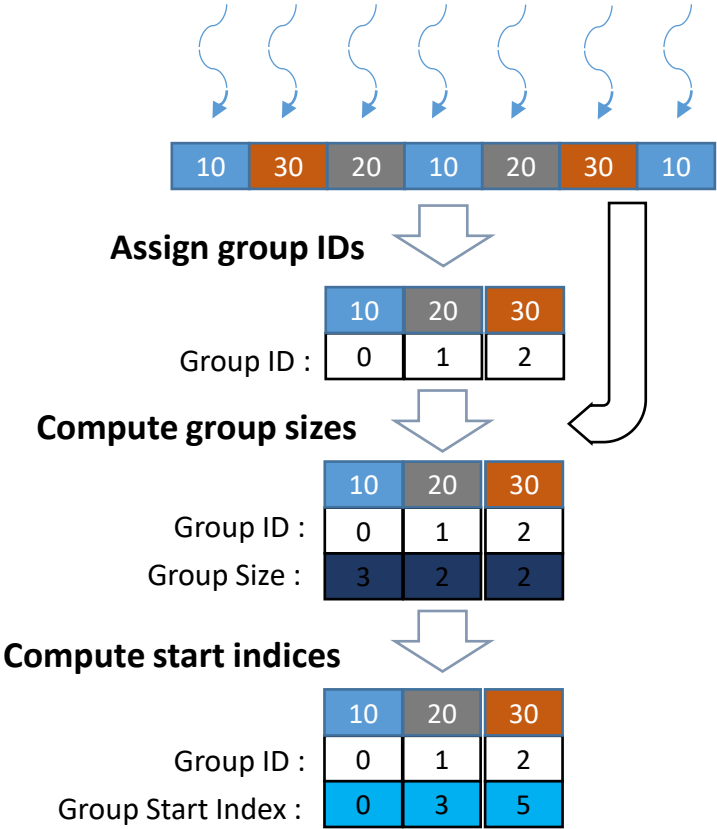 10 30 20 10 20 30 10
Assign group IDs
10 20 30
Group ID : 0 1 2
Compute group sizes
10 20 30
Group ID : 0 1 2
Group Size : 3 2 2
Compute start indices
10 20 30
Group ID : 0 1 2
Group Start Index : 0 3 5